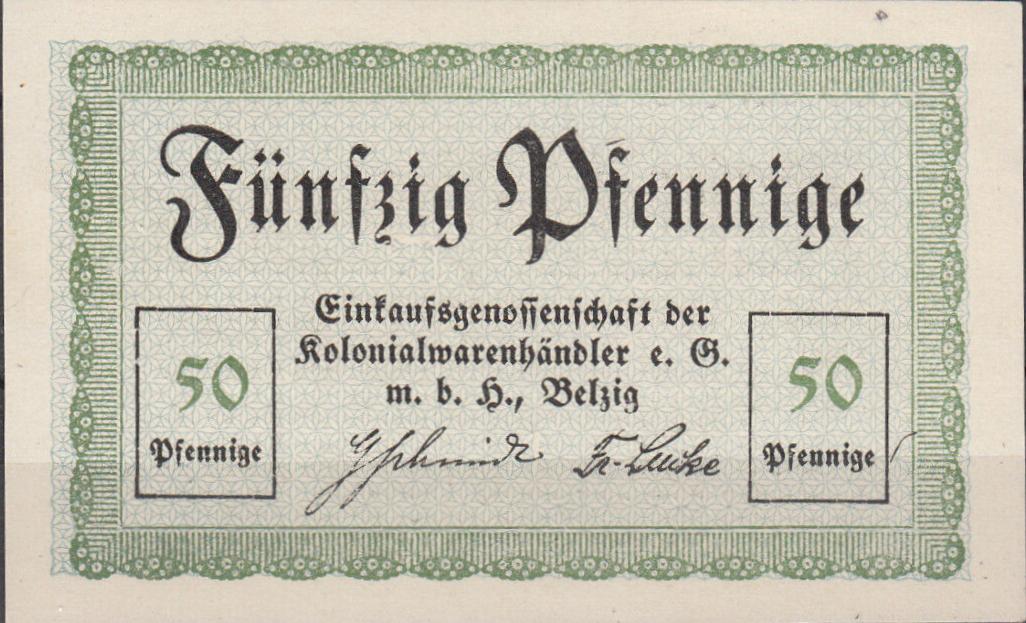 Fünfzig Pfennige
Einkaufsgenossenschaft der
Kolonialwarenhändler e. G.
m. b. H., Belzig
50
Pfennige
50
Pfennige